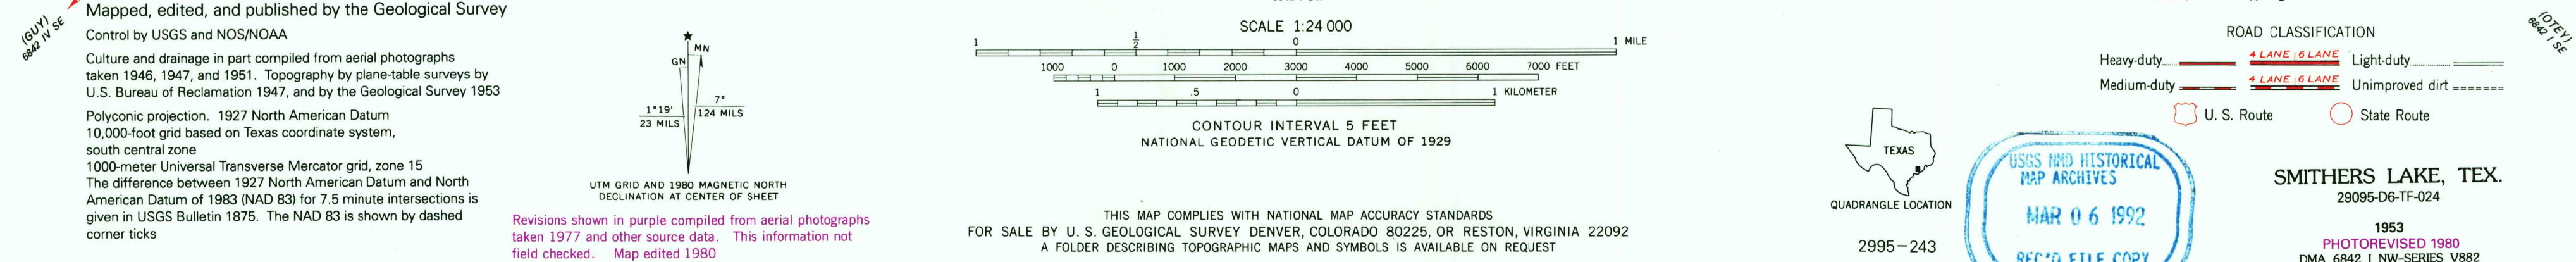 (GUY)
6842 IV SE
Mapped, edited, and published by the Geological Survey
Control by USGS and NOS/NOAA
Culture and drainage in part compiled from aerial photographs
taken 1946, 1947, and 1951. Topography by plane-table surveys by
U.S. Bureau of Reclamation 1947, and by the Geological Survey 1953
Polyconic projection. 1927 North American Datum
10,000-foot grid based on Texas coordinate system,
south central zone
1000-meter Universal Transverse Mercator grid, zone 15
The difference between 1927 North American Datum and North
American Datum of 1983 (NAD 83) for 7.5 minute intersections is
given in USGS Bulletin 1875. The NAD 83 is shown by dashed
corner ticks
★
MN
GN
1°19'
23 MILS
7°
124 MILS
UTM GRID AND 1980 MAGNETIC NORTH
DECLINATION AT CENTER OF SHEET
Revisions shown in purple compiled from aerial photographs
taken 1977 and other source data. This information not
field checked. Map edited 1980
SCALE 1:24 000
1 1/2 0 1 MILE
1000 0 1000 2000 3000 4000 5000 6000 7000 FEET
1 .5 0 1 KILOMETER
CONTOUR INTERVAL 5 FEET
NATIONAL GEODETIC VERTICAL DATUM OF 1929
THIS MAP COMPLIES WITH NATIONAL MAP ACCURACY STANDARDS
FOR SALE BY U. S. GEOLOGICAL SURVEY DENVER, COLORADO 80225, OR RESTON, VIRGINIA 22092
A FOLDER DESCRIBING TOPOGRAPHIC MAPS AND SYMBOLS IS AVAILABLE ON REQUEST
TEXAS
QUADRANGLE LOCATION
2995-243
USGS NMD HISTORICAL
MAP ARCHIVES
MAR 06 1992
REC'D FILE COPY
ROAD CLASSIFICATION
Heavy-duty 4 LANE 6 LANE Light-duty
Medium-duty 4 LANE 6 LANE Unimproved dirt
U. S. Route State Route
SMITHERS LAKE, TEX.
29095-D6-TF-024
1953
PHOTOREVISED 1980
DMA 6842 I NW-SERIES V882
(OTEY)
6842 I SE